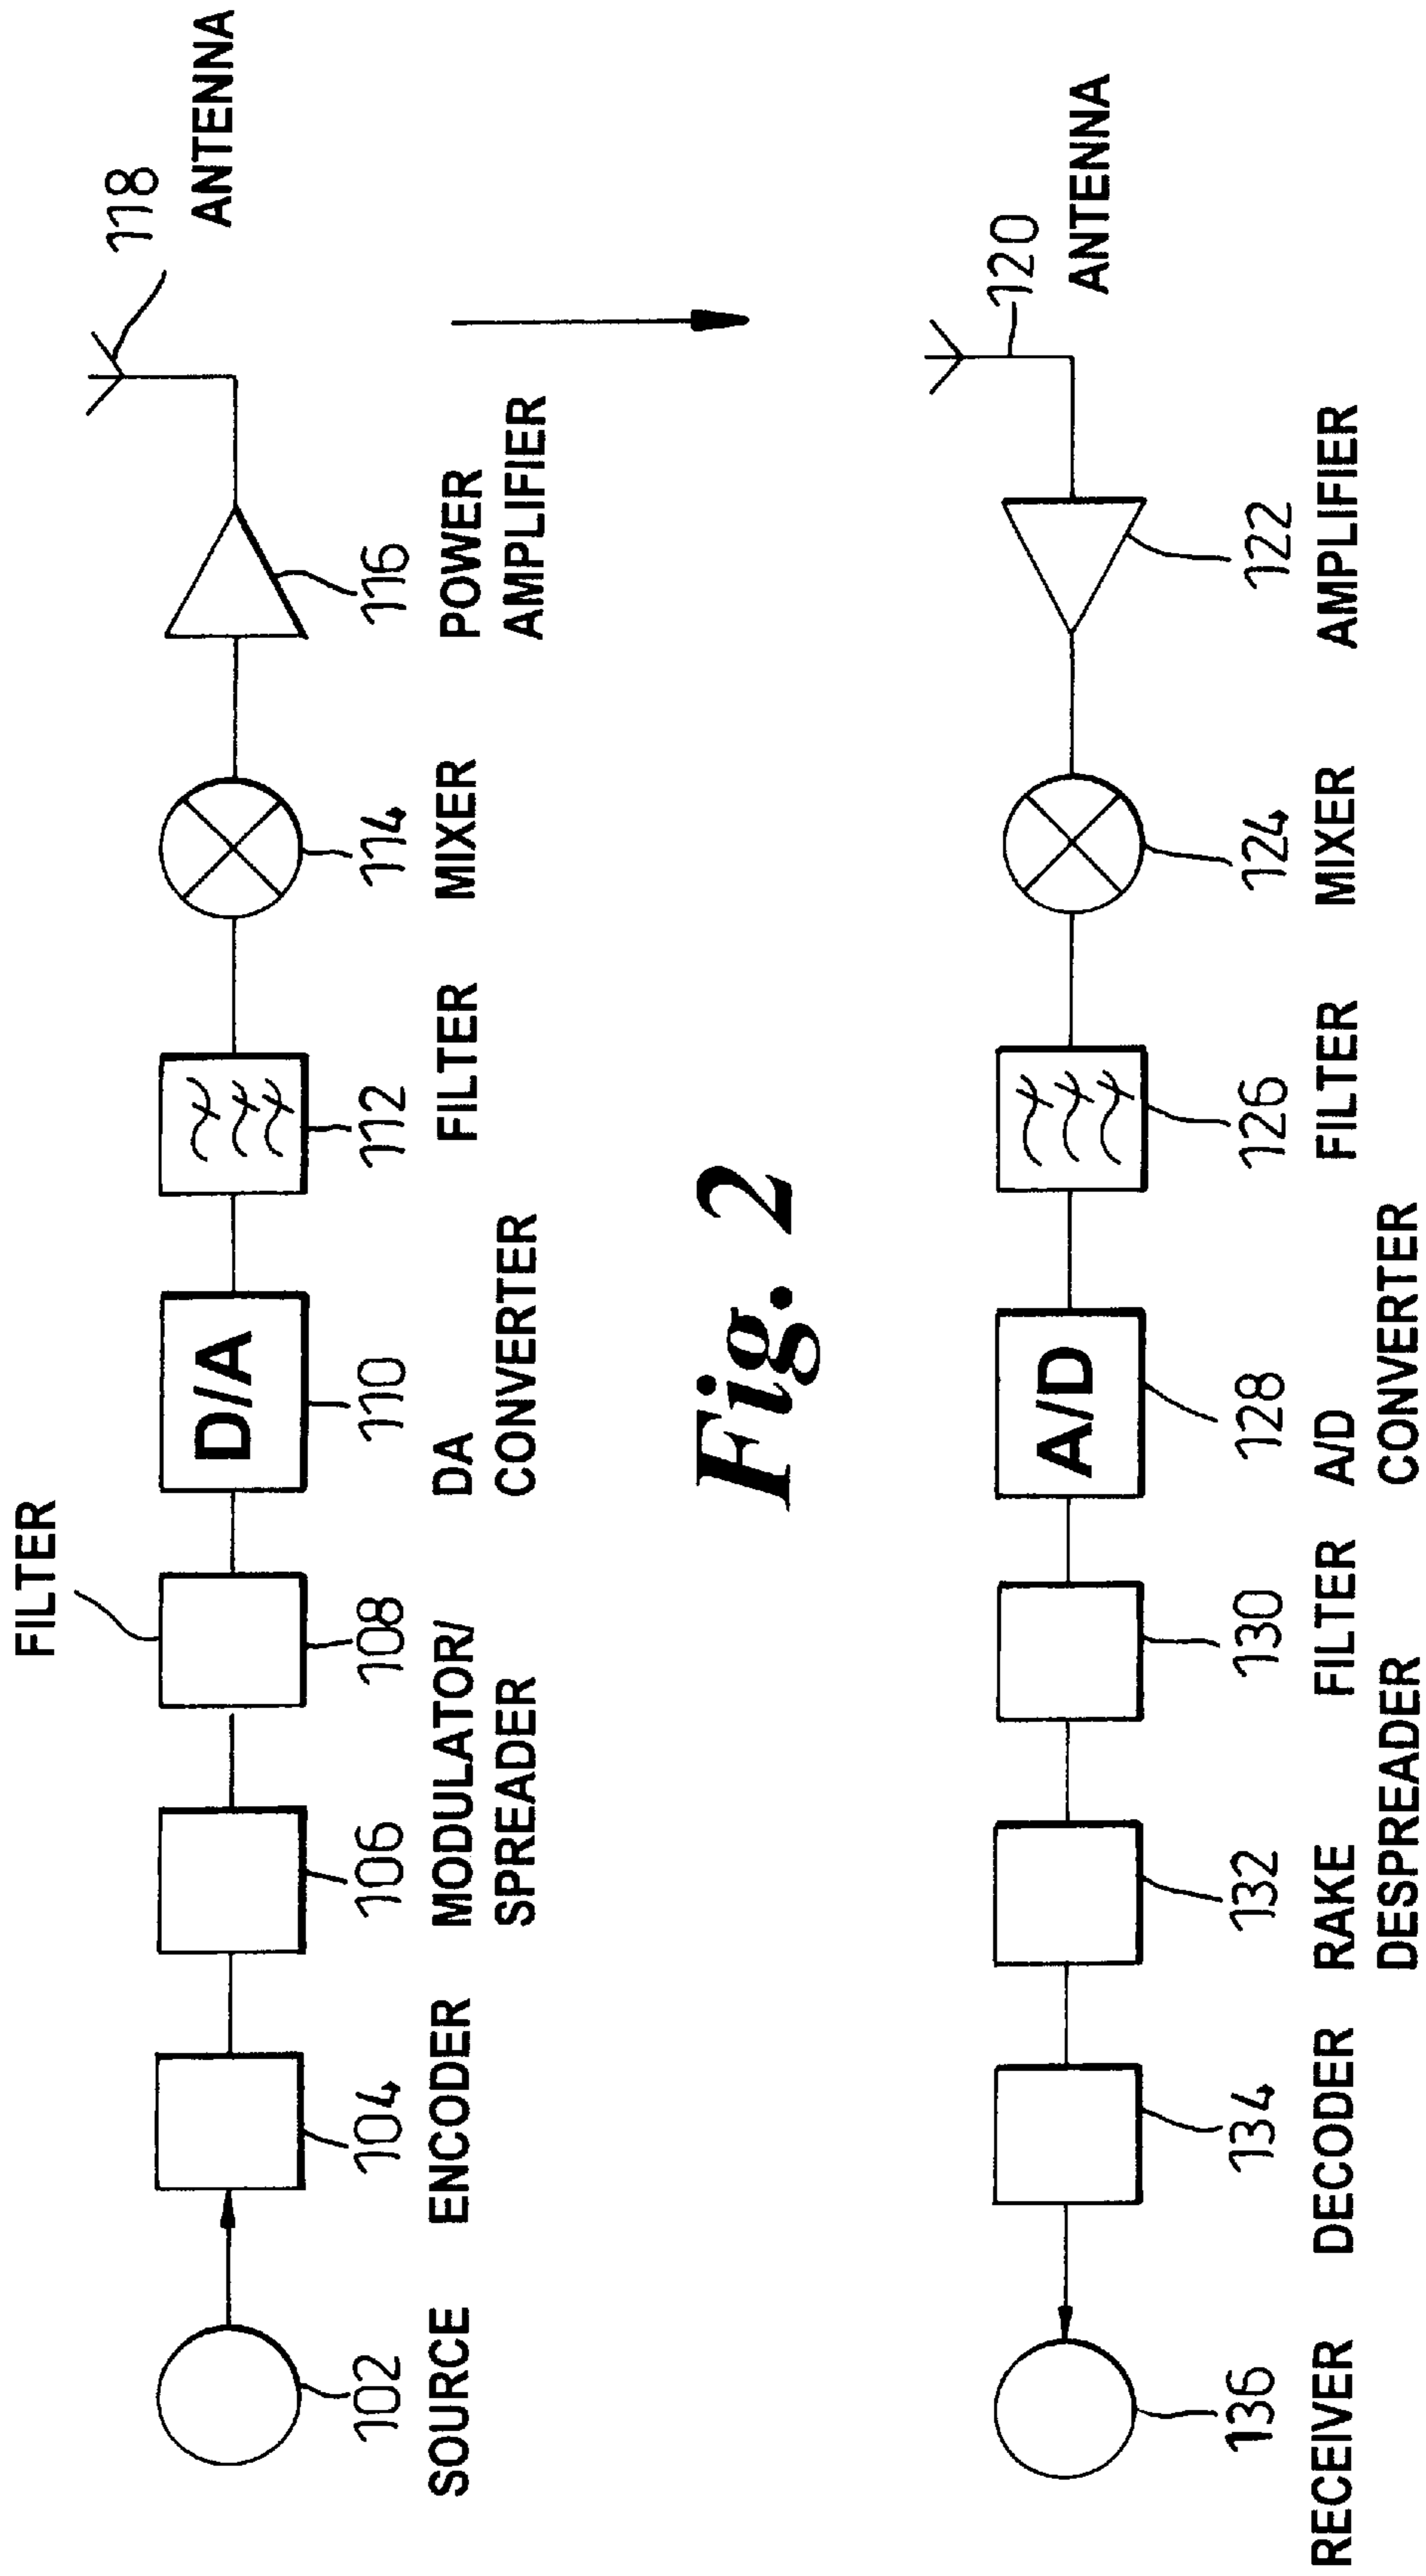 FILTER
D/A
118
ANTENNA
102
104
106
108
110
112
114
116
SOURCE
ENCODER
MODULATOR/
SPREADER
DA
CONVERTER
FILTER
MIXER
POWER
AMPLIFIER
Fig. 2
A/D
120
ANTENNA
136
134
132
130
128
126
124
122
RECEIVER
DECODER
RAKE
DESPREADER
FILTER
A/D
CONVERTER
FILTER
MIXER
AMPLIFIER